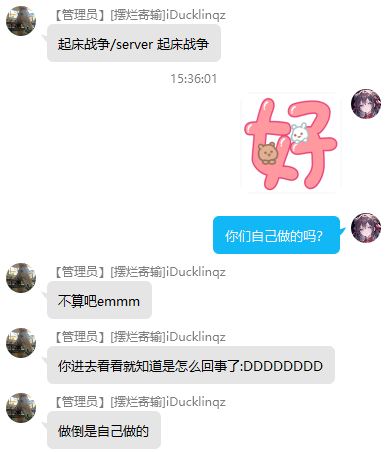 【管理员】[摆烂寄输]iDucklinqz
起床战争/server 起床战争
15:36:01
好
你们自己做的吗?
【管理员】[摆烂寄输]iDucklinqz
不算吧emmm
【管理员】[摆烂寄输]iDucklinqz
你进去看看就知道是怎么回事了:DDDDDDDD
【管理员】[摆烂寄输]iDucklinqz
做倒是自己做的